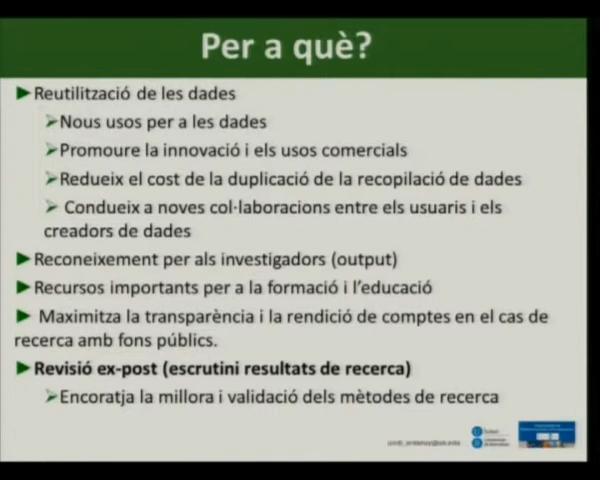 Per a què?
Reutilització de les dades
Nous usos per a les dades
Promoure la innovació i els usos comercials
Redueix el cost de la duplicació de la recopilació de dades
Condueix a noves col·laboracions entre els usuaris i els
creadors de dades
Reconeixement per als investigadors (output)
Recursos importants per a la formació i l'educació
Maximitza la transparència i la rendició de comptes en el cas de
recerca amb fons públics.
Revisió ex-post (escrutini resultats de recerca)
Encoratja la millora i validació dels mètodes de recerca